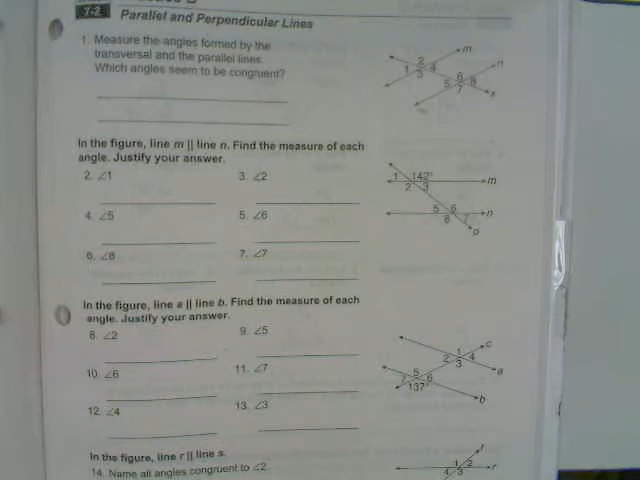 7-2 Parallel and Perpendicular Lines
1. Measure the angles formed by the
transversal and the parallel lines.
Which angles seem to be congruent?
m
n
1 2 3 4
5 6 7 8
s
In the figure, line m || line n. Find the measure of each
angle. Justify your answer.
2. ∠1
3. ∠2
4. ∠5
5. ∠6
6. ∠8
7. ∠7
1 142°
2 3
m
5 6
8 7
n
o
In the figure, line a || line b. Find the measure of each
angle. Justify your answer.
8. ∠2
9. ∠5
10. ∠6
11. ∠7
12. ∠4
13. ∠3
c
1
2 4
3
a
5
7 6
137°
b
In the figure, line r || line s.
14. Name all angles congruent to ∠2.
t
1 2
4 3
r